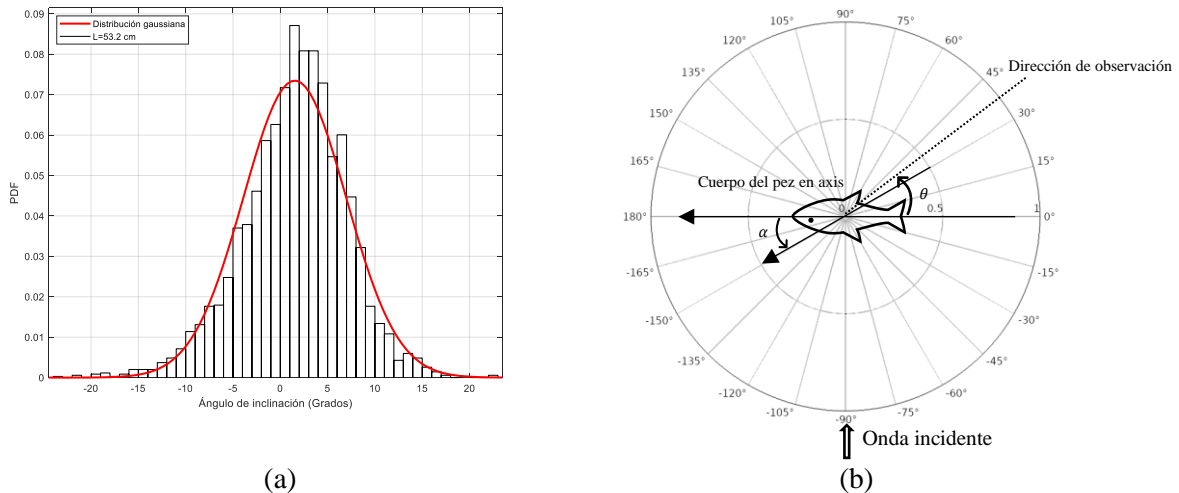 Distribución gaussiana
L=53.2 cm
0.09
0.08
0.07
0.06
0.05
0.04
0.03
0.02
0.01
0
PDF
-20 -15 -10 -5 0 5 10 15 20
Ángulo de inclinación (Grados)
(a)
90°
105° 75°
120° 60°
135° 45°
150° 30°
165° 15°
180° 0 0.5 1 0°
-165° -15°
-150° -30°
-135° -45°
-120° -60°
-105° -75°
-90°
Dirección de observación
Cuerpo del pez en axis
θ
α
Onda incidente
(b)